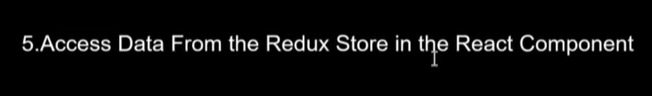 5.Access Data From the Redux Store in the React Component